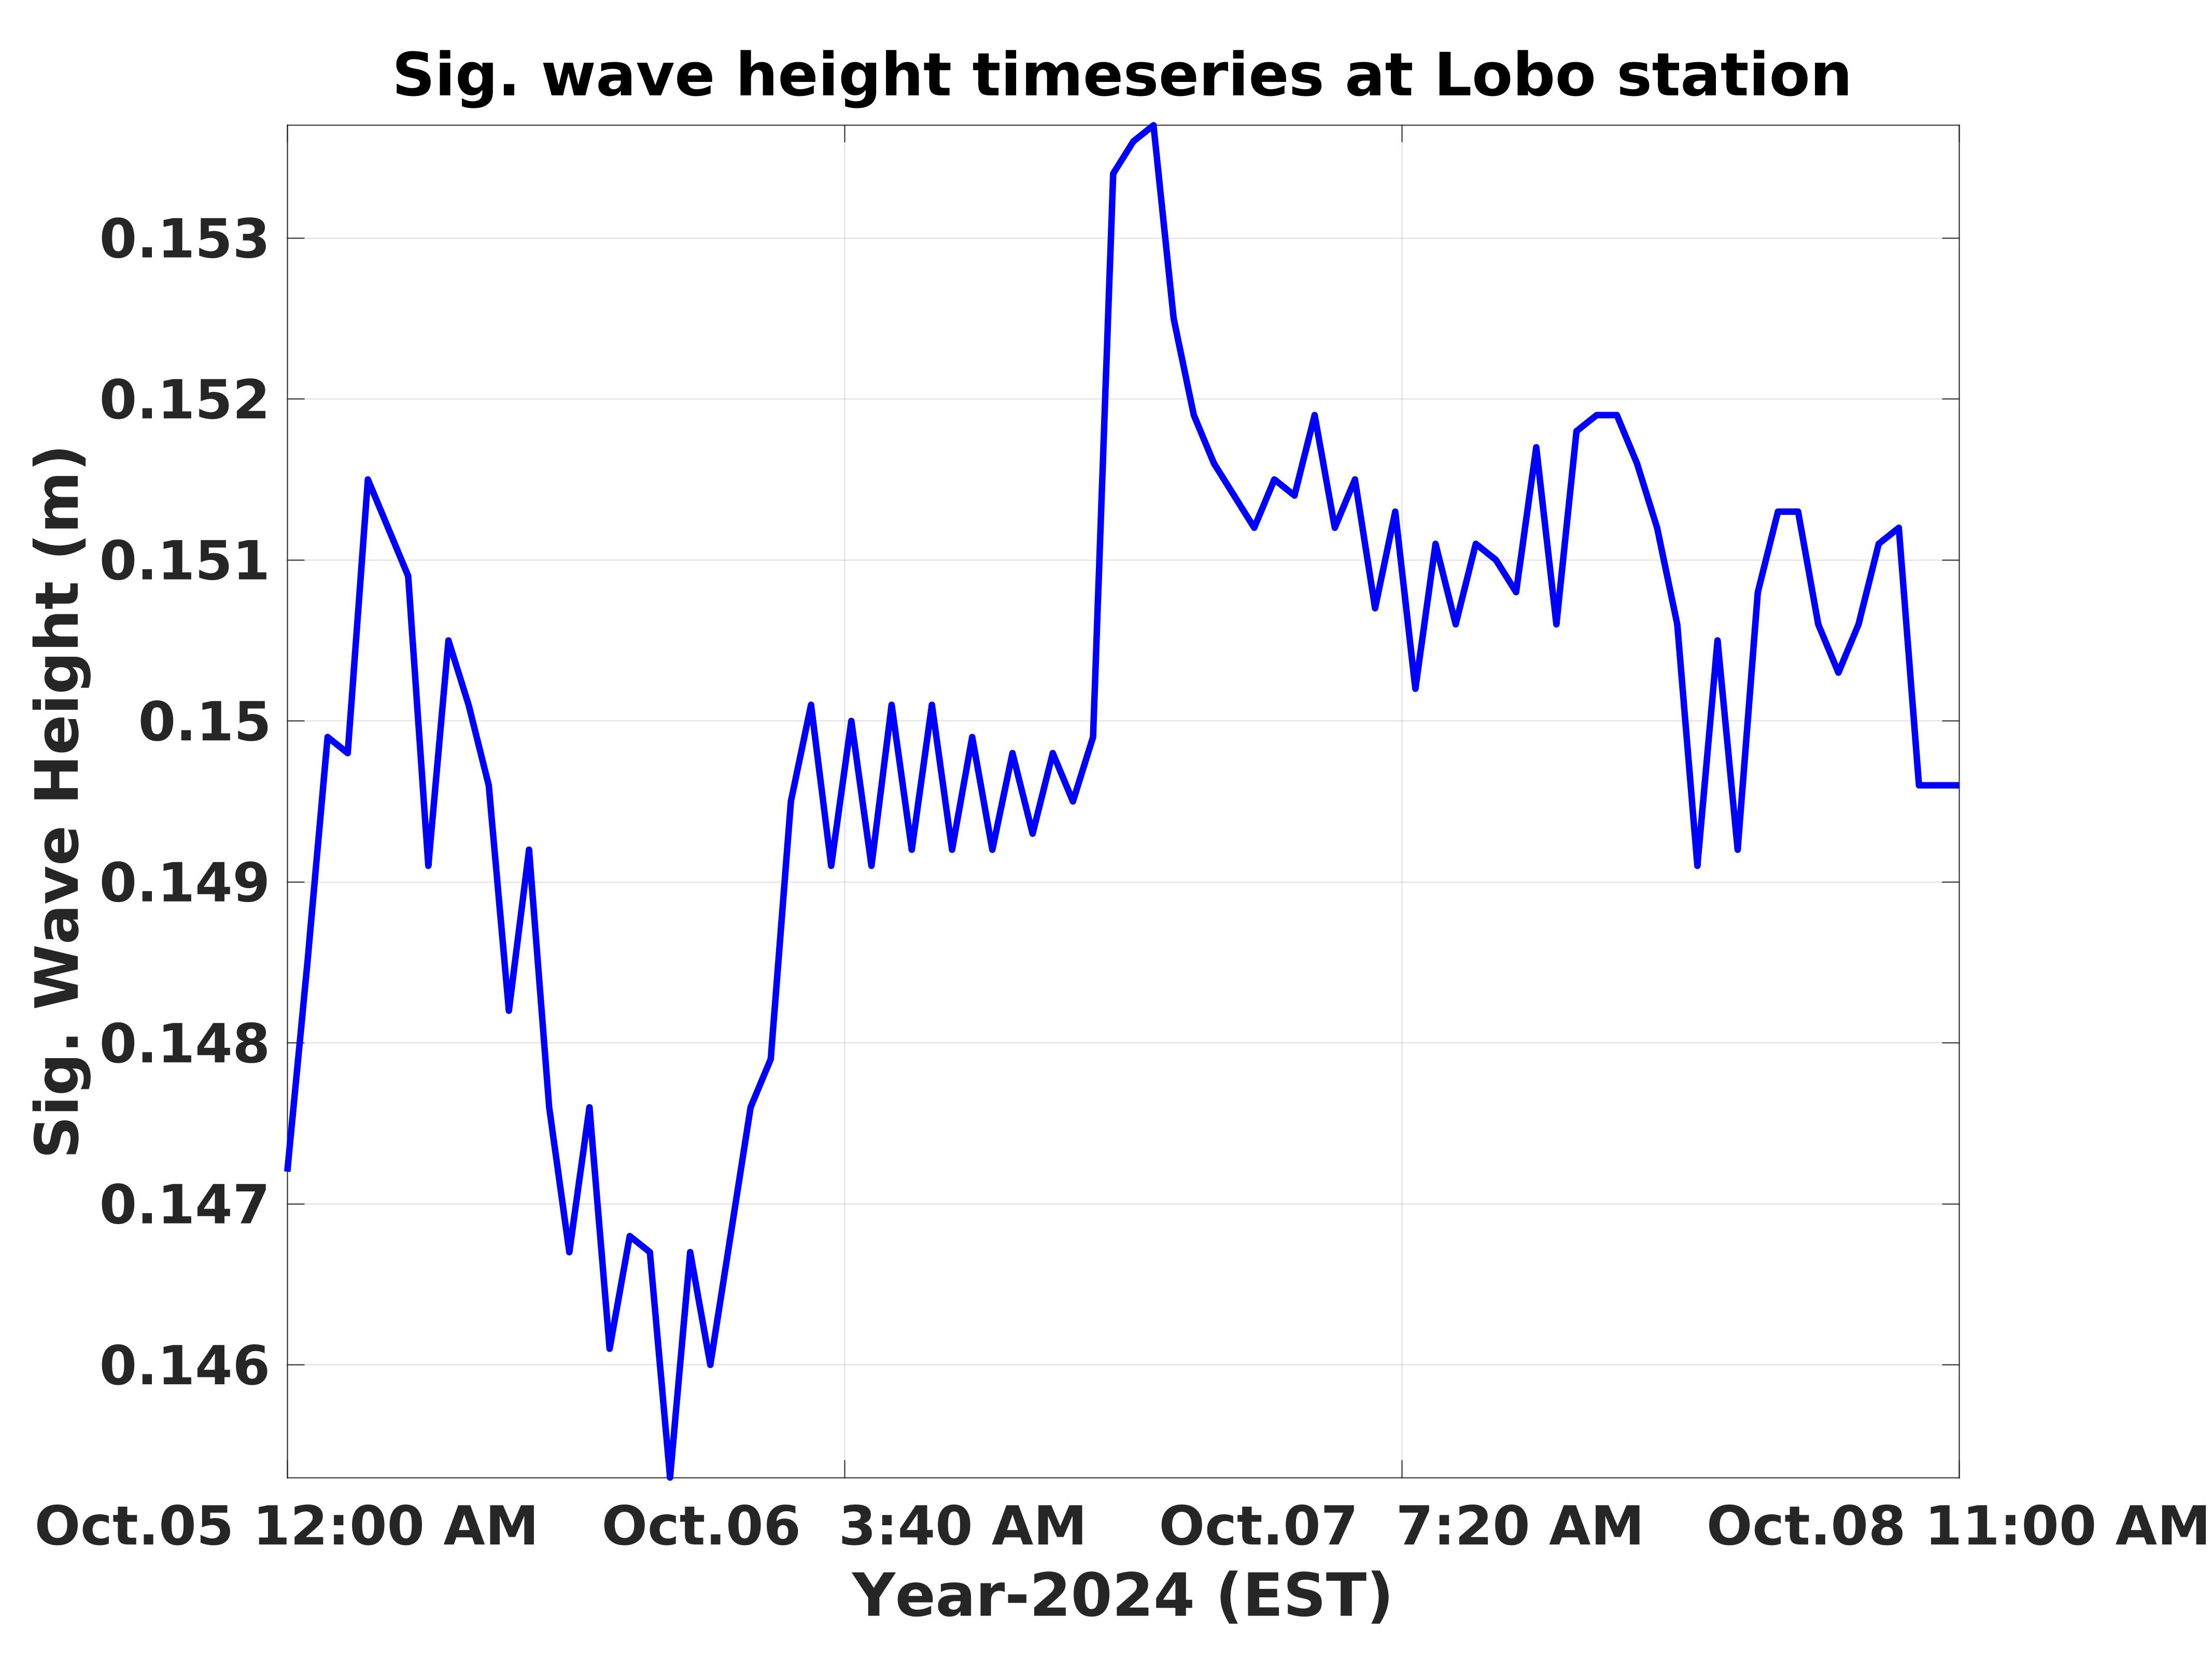 Sig. wave height timeseries at Lobo station
Sig. Wave Height (m)
0.153
0.152
0.151
0.15
0.149
0.148
0.147
0.146
Oct.05 12:00 AM Oct.06 3:40 AM Oct.07 7:20 AM Oct.08 11:00 AM
Year-2024 (EST)